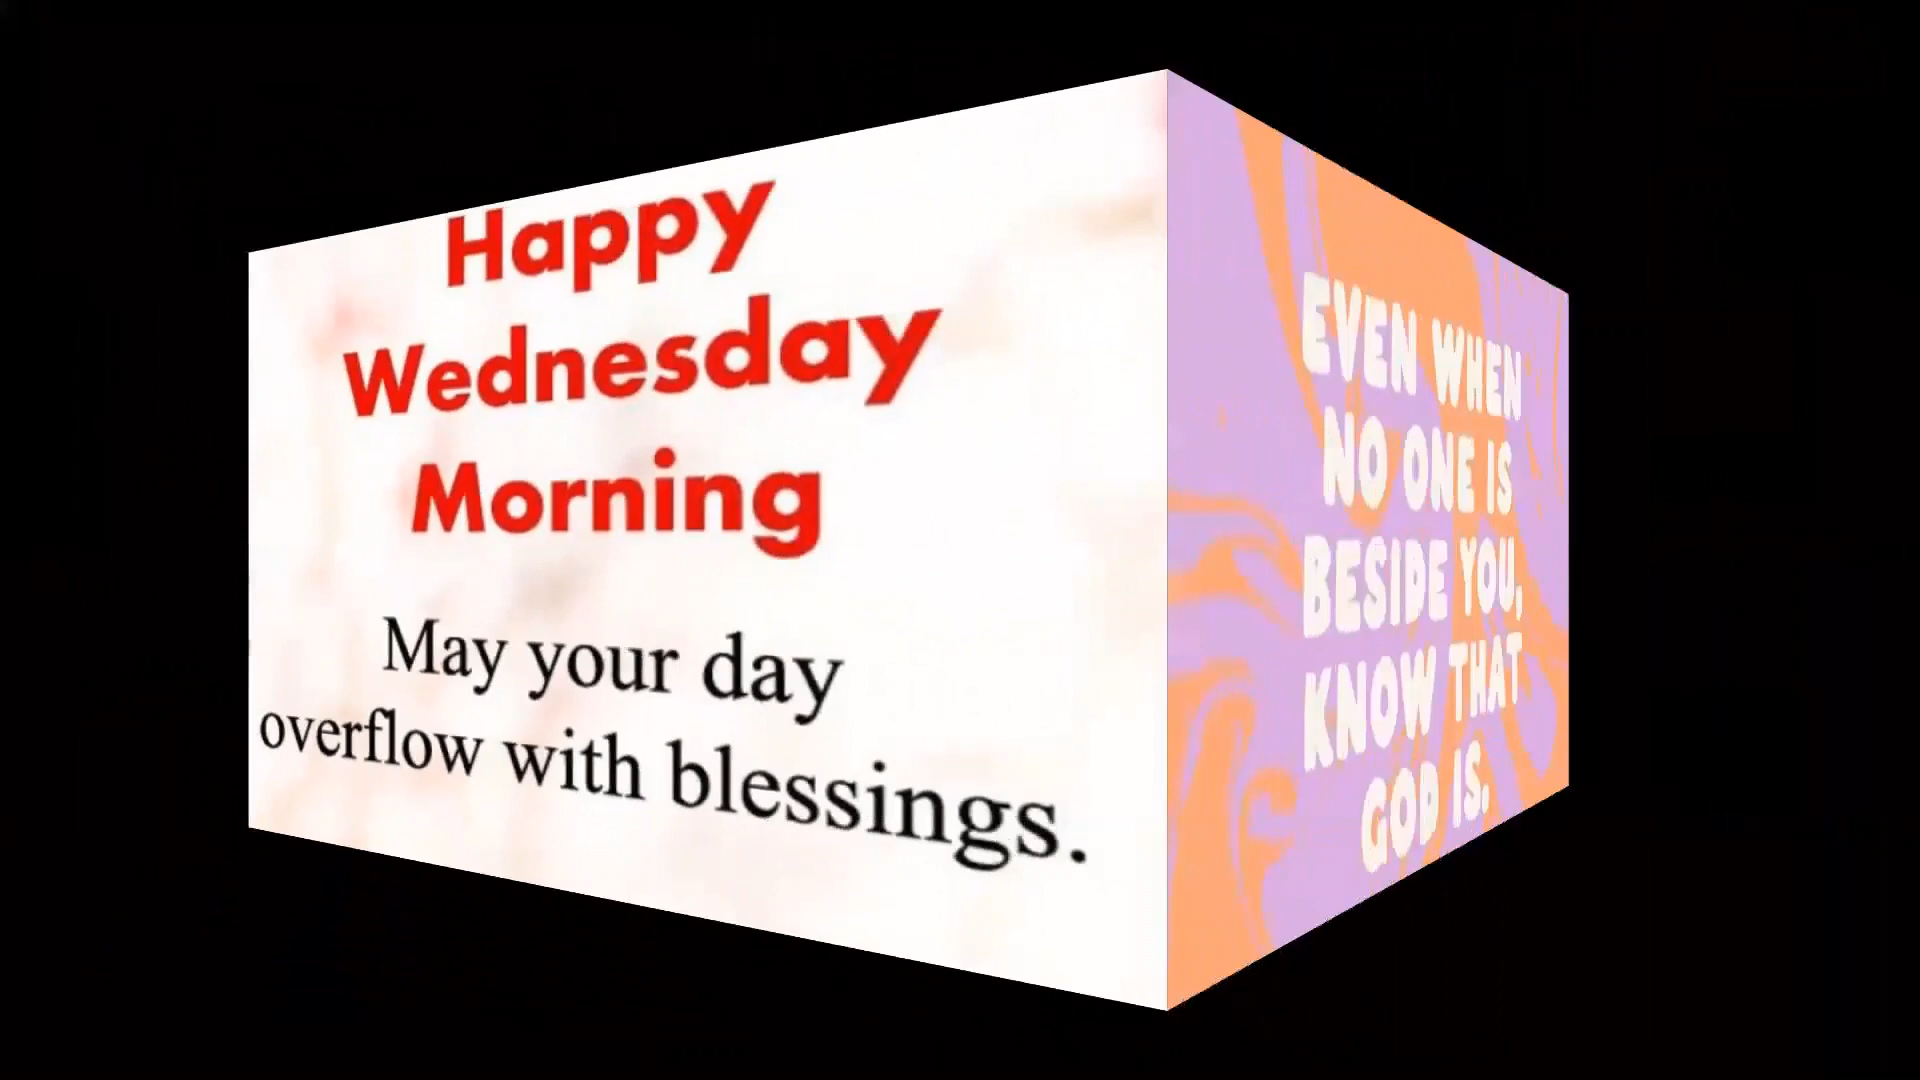 Happy
Wednesday
Morning
May your day
overflow with blessings.
EVEN WHEN
NO ONE IS
BESIDE YOU,
KNOW THAT
GOD IS.